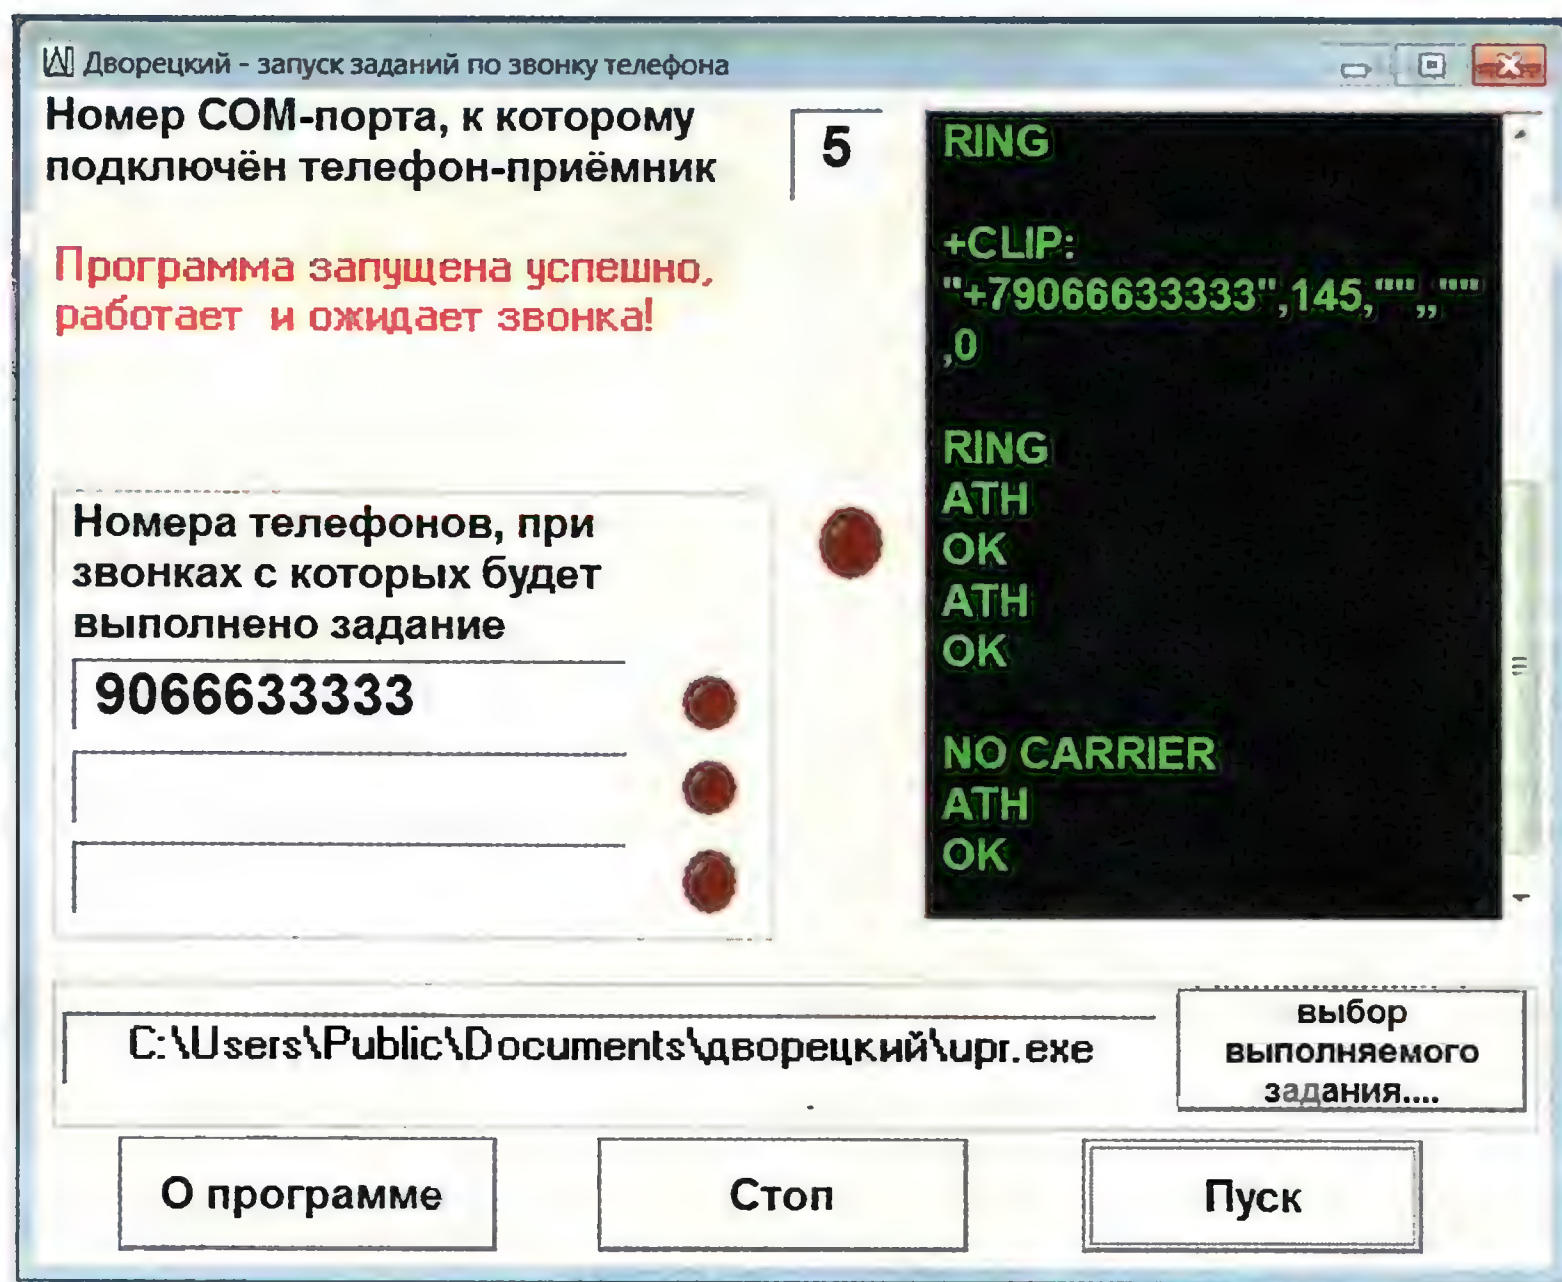 Дворецкий - запуск заданий по звонку телефона
Номер COM-порта, к которому
подключён телефон-приёмник
5
Программа запущена успешно,
работает и ожидает звонка!
Номера телефонов, при
звонках с которых будет
выполнено задание
9066633333
RING
+CLIP:
"+79066633333",145,"",,""
,0
RING
ATH
OK
ATH
OK
NO CARRIER
ATH
OK
C:\Users\Public\Documents\дворецкий\upr.exe
выбор
выполняемого
задания....
О программе
Стоп
Пуск